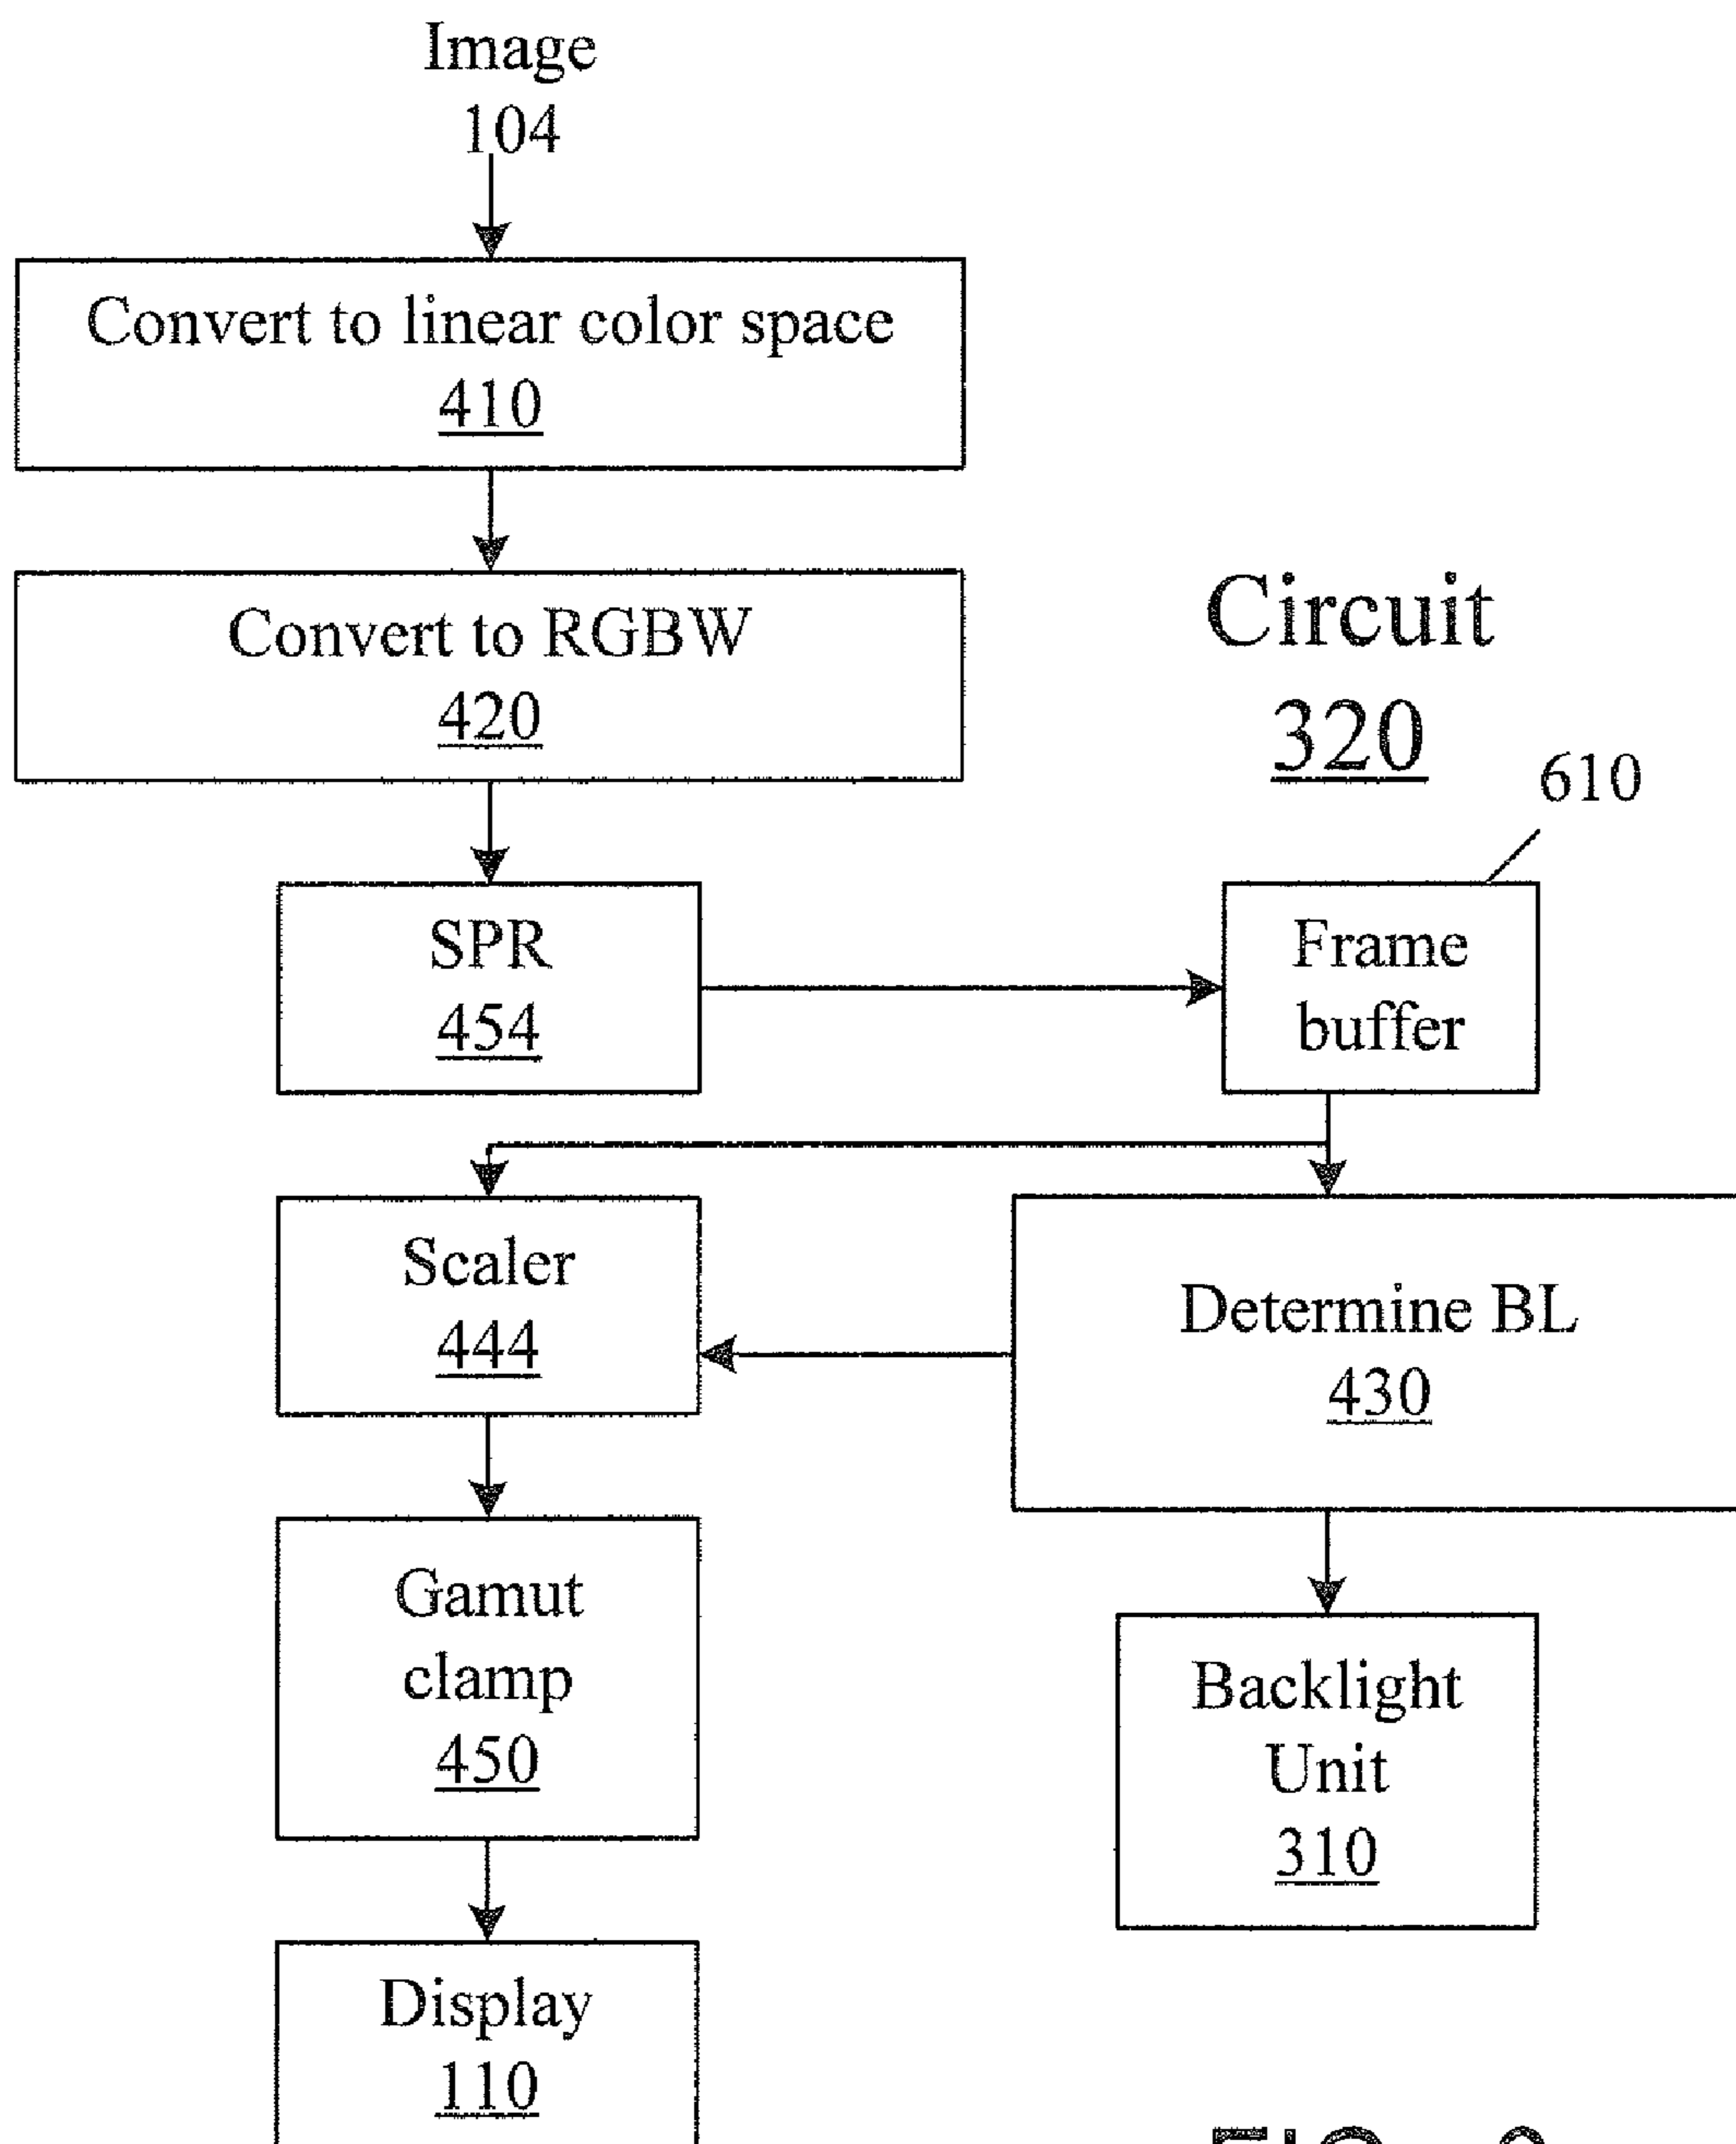 Image
104
Convert to linear color space
410
Convert to RGBW
420
Circuit
320
610
SPR
454
Frame
buffer
Scaler
444
Determine BL
430
Gamut
clamp
450
Backlight
Unit
310
Display
110